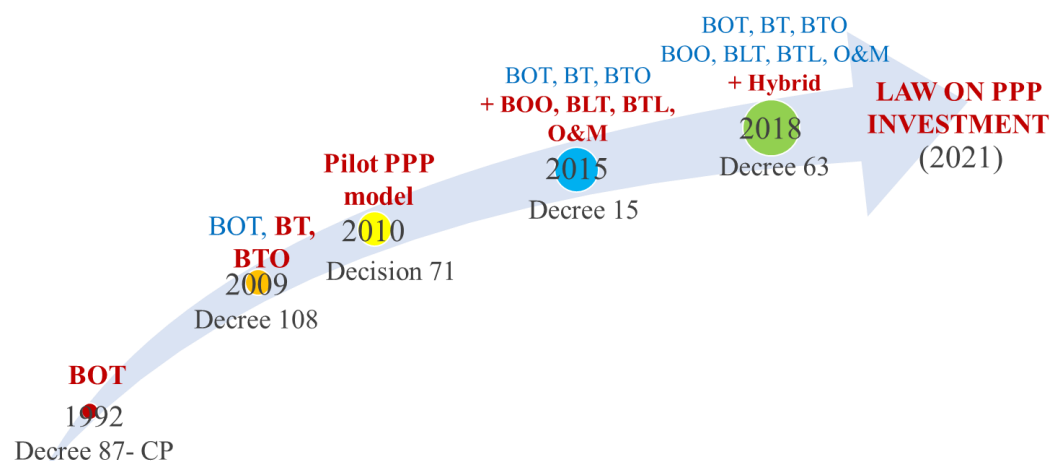 BOT
1992
Decree 87- CP
BOT, BT,
BTO
2009
Decree 108
Pilot PPP
model
2010
Decision 71
BOT, BT, BTO
+ BOO, BLT, BTL,
O&M
2015
Decree 15
BOT, BT, BTO
BOO, BLT, BTL, O&M
+ Hybrid
2018
Decree 63
LAW ON PPP
INVESTMENT
(2021)